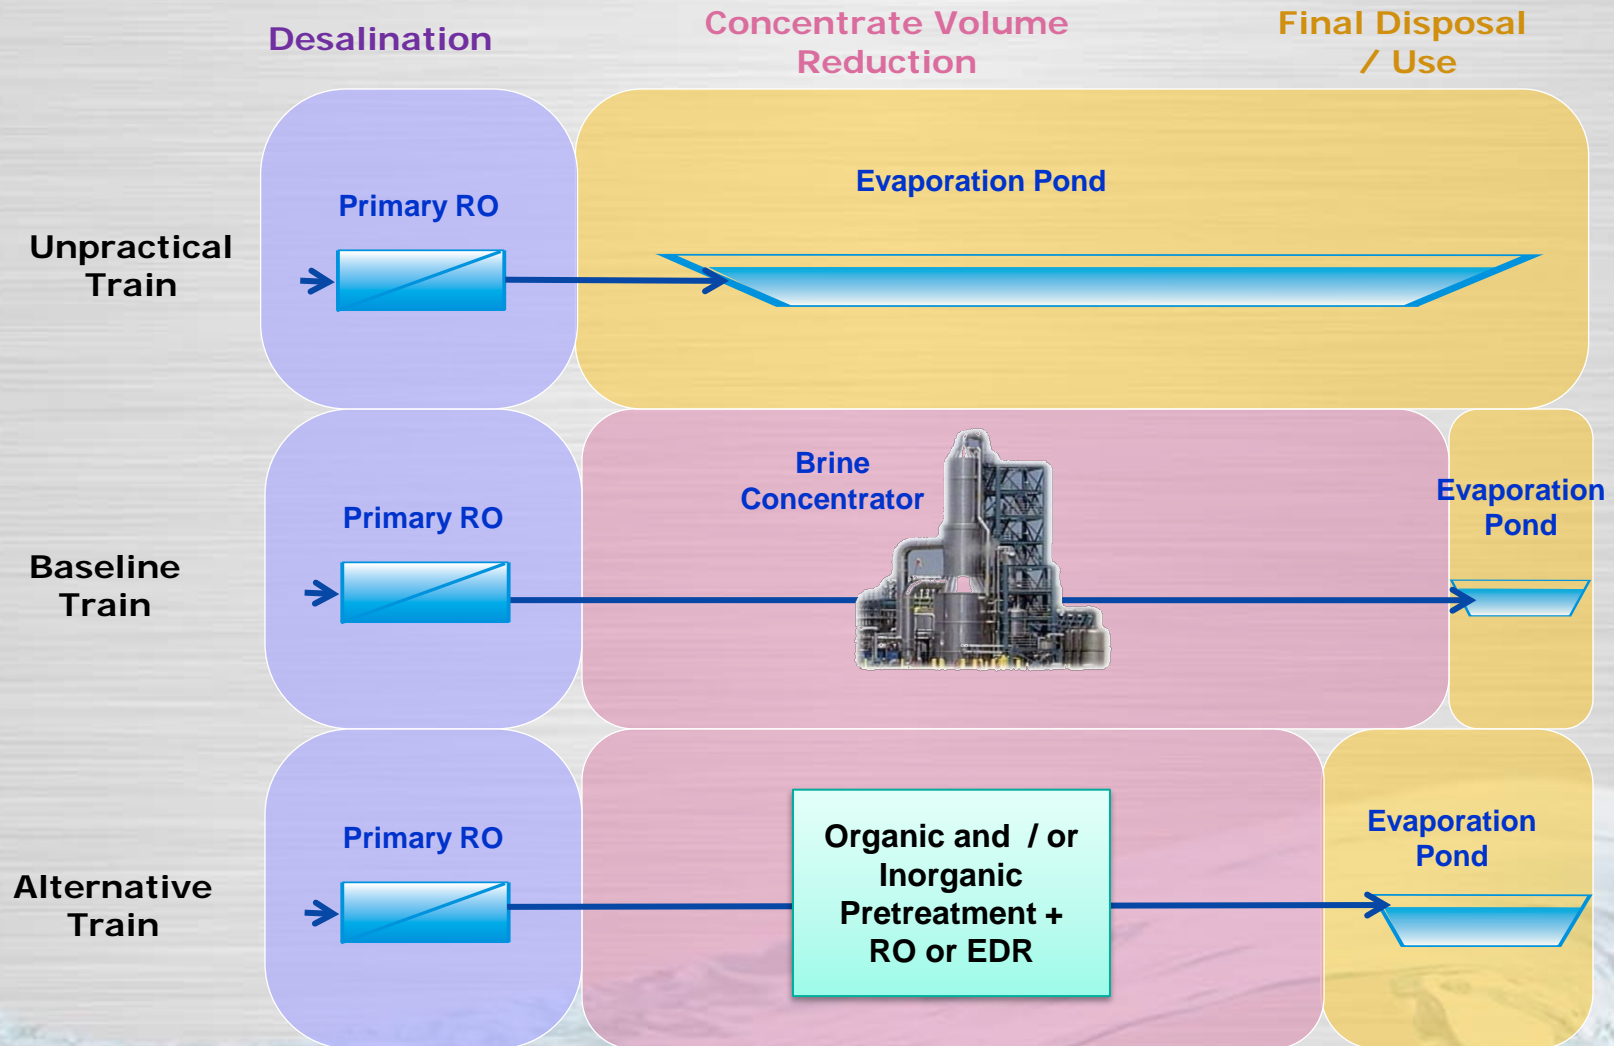 Desalination
Concentrate Volume
Reduction
Final Disposal
/ Use
Unpractical
Train
Primary RO
Evaporation Pond
Baseline
Train
Primary RO
Brine
Concentrator
Evaporation
Pond
Alternative
Train
Primary RO
Organic and / or
Inorganic
Pretreatment +
RO or EDR
Evaporation
Pond